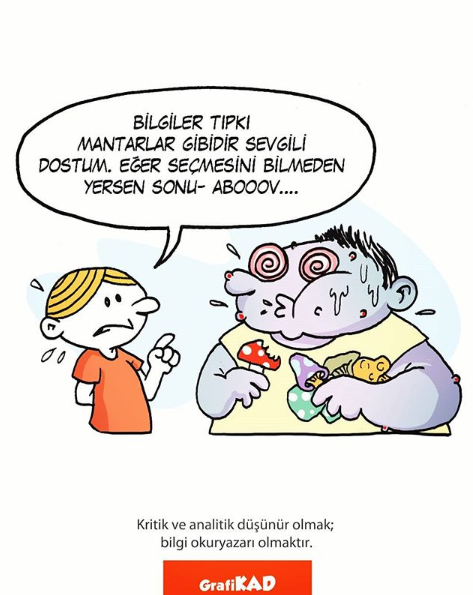 BİLGİLER TIPKI
MANTARLAR GİBİDİR SEVGİLİ
DOSTUM. EĞER SEÇMESİNİ BİLMEDEN
YERSEN SONU- ABOOOV....
Kritik ve analitik düşünür olmak;
bilgi okuryazarı olmaktır.
GrafiKAD